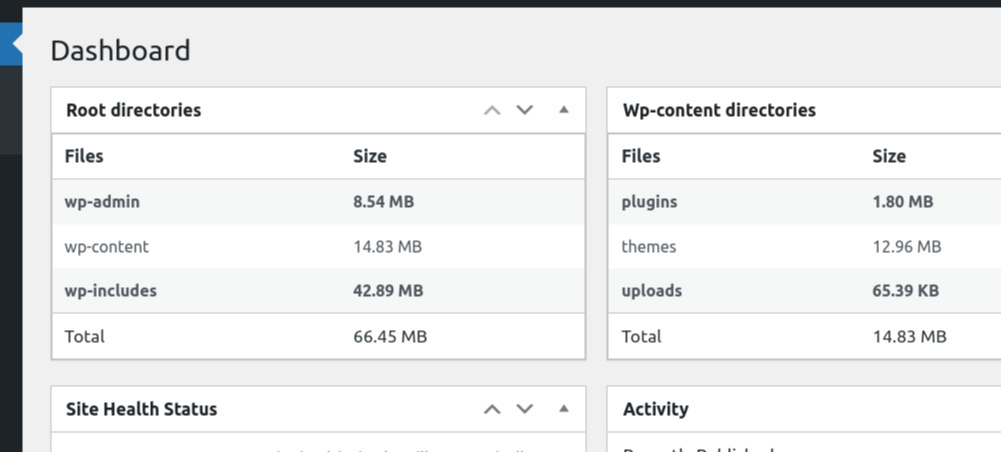 Dashboard
Root directories
Files Size
wp-admin 8.54 MB
wp-content 14.83 MB
wp-includes 42.89 MB
Total 66.45 MB
Wp-content directories
Files Size
plugins 1.80 MB
themes 12.96 MB
uploads 65.39 KB
Total 14.83 MB
Site Health Status
Activity